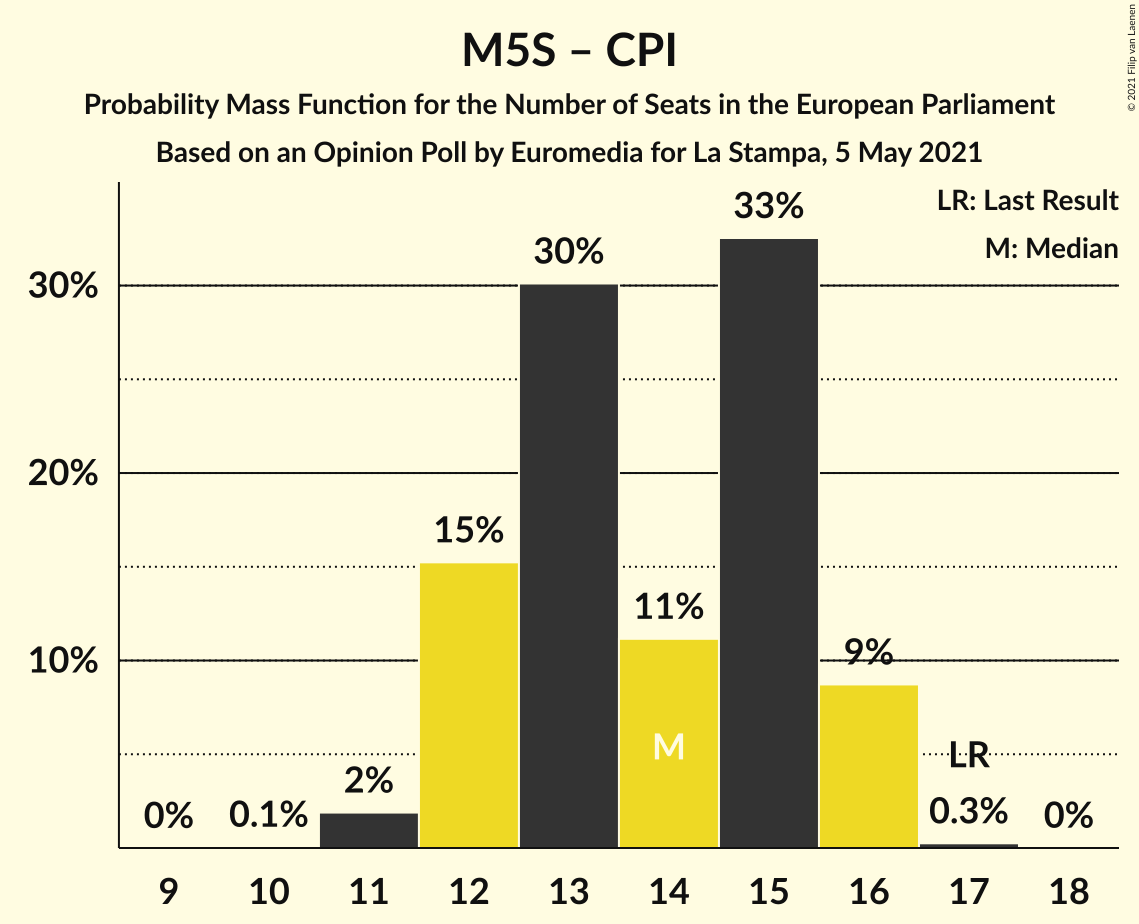 M5S – CPI
Probability Mass Function for the Number of Seats in the European Parliament
Based on an Opinion Poll by Euromedia for La Stampa, 5 May 2021
© 2021 Filip van Laenen
LR: Last Result
M: Median
30%
20%
10%
0%
0.1%
2%
15%
30%
11%
M
33%
9%
LR
0.3%
0%
9 10 11 12 13 14 15 16 17 18